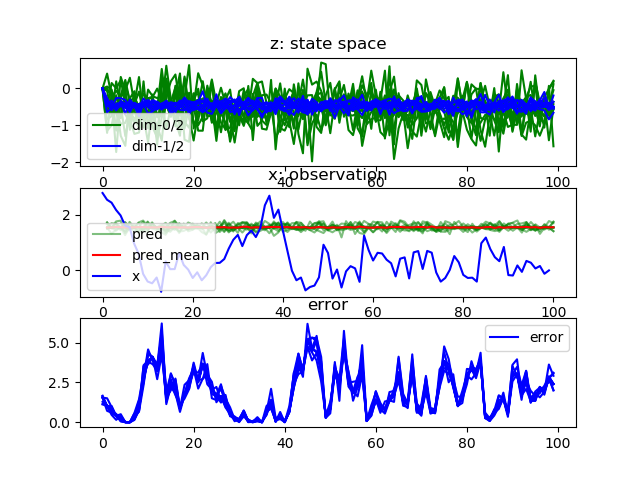 z: state space
0
−1
−2
dim-0/2
dim-1/2
0 20 40 60 80 100
x: observation
2
0
pred
pred_mean
x
0 20 40 60 80 100
error
5.0
2.5
0.0
error
0 20 40 60 80 100